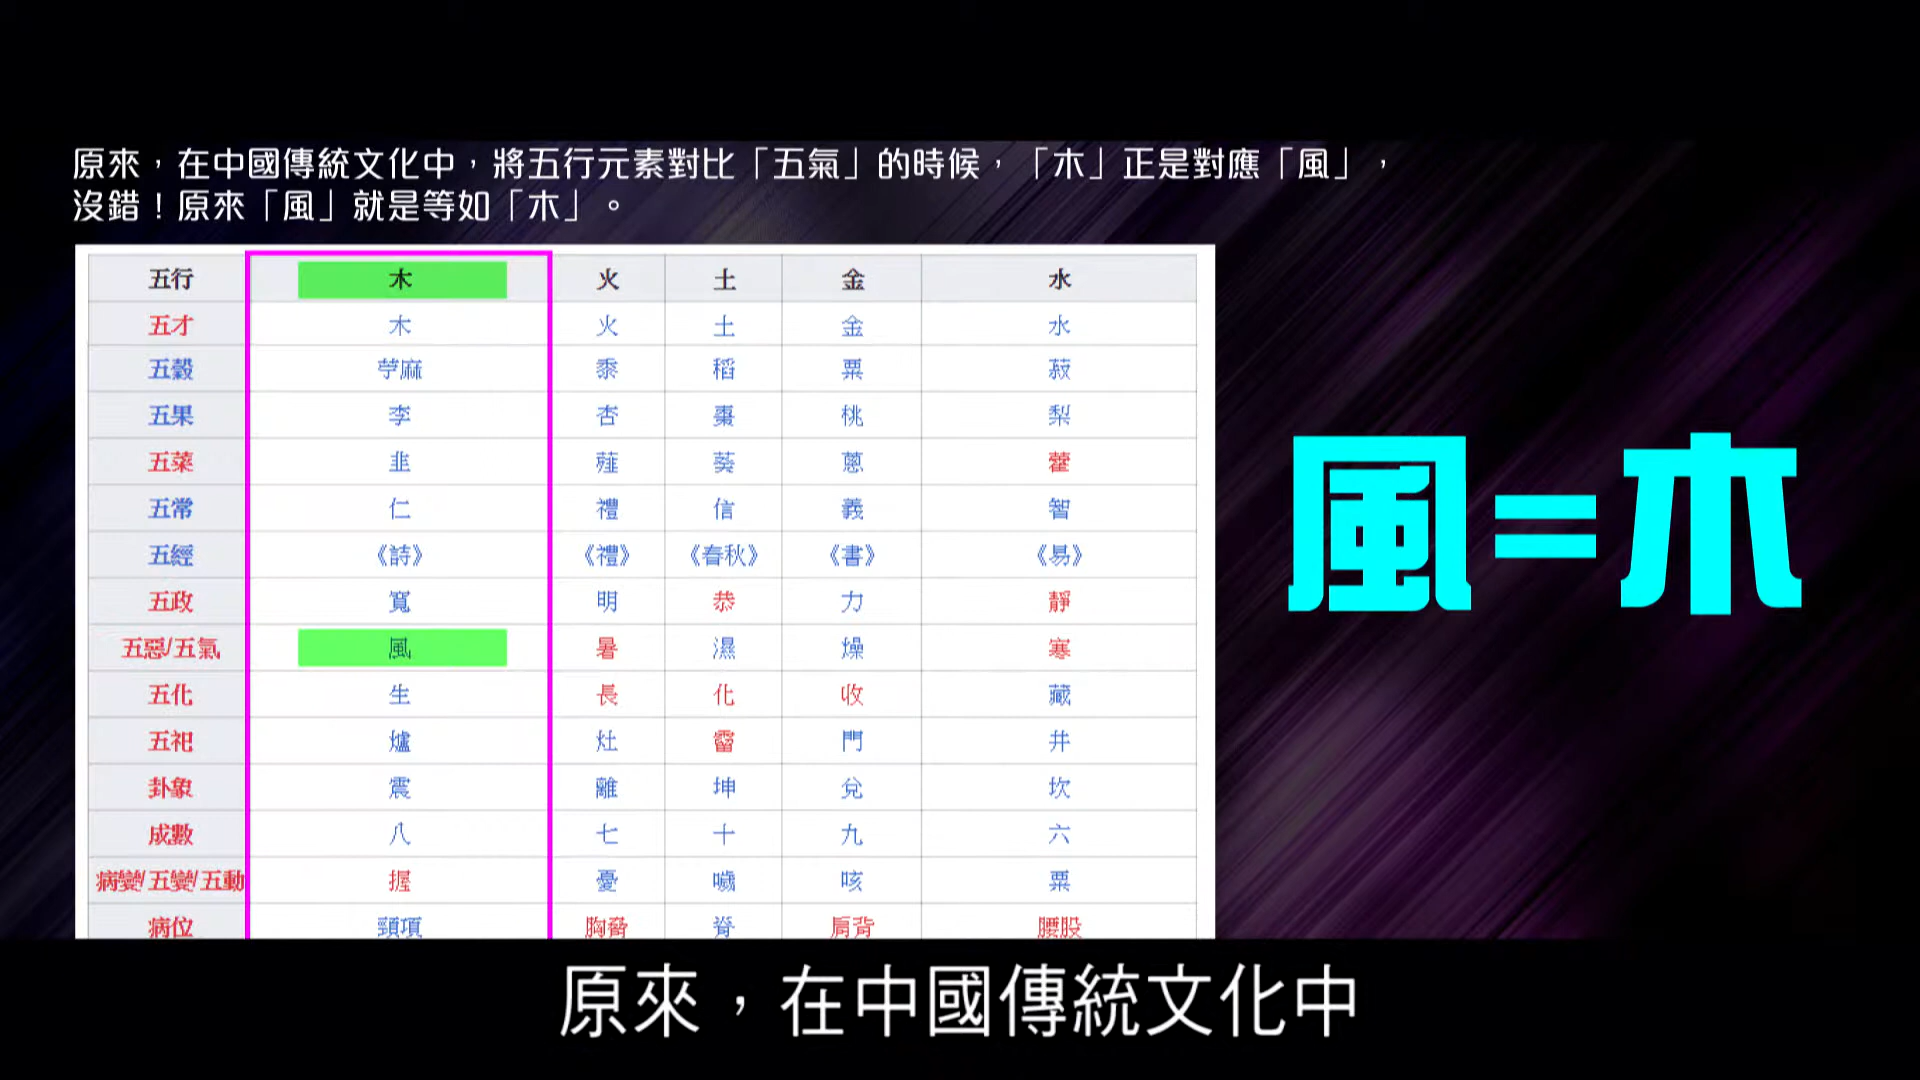 原來，在中國傳統文化中，將五行元素對比「五氣」的時候，「木」正是對應「風」，
沒錯！原來「風」就是等如「木」。
五行 木 火 土 金 水
五才 木 火 土 金 水
五穀 苧麻 黍 稻 粟 菽
五果 李 杏 棗 桃 梨
五菜 韭 薤 葵 蔥 藿
五常 仁 禮 信 義 智
五經 《詩》 《禮》 《春秋》 《書》 《易》
五政 寬 明 恭 力 靜
五惡/五氣 風 暑 濕 燥 寒
五化 生 長 化 收 藏
五祀 爐 灶 霤 門 井
卦象 震 離 坤 兌 坎
成數 八 七 十 九 六
病變/五變/五動 握 憂 噦 咳 粟
病位 頸項 胸脅 脊 肩背 腰股
風=木
原來，在中國傳統文化中